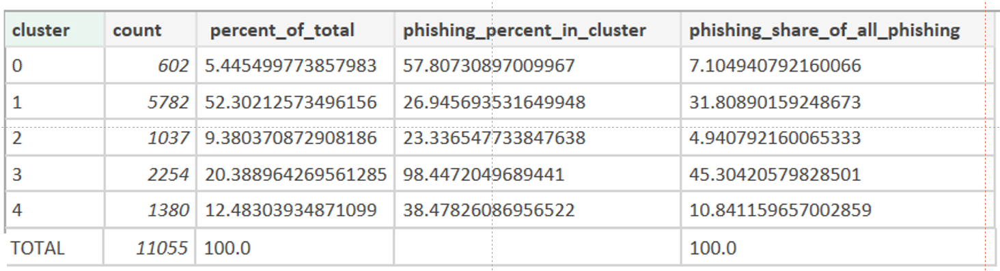 cluster count percent_of_total phishing_percent_in_cluster phishing_share_of_all_phishing
0 602 5.445499773857983 57.80730897009967 7.104940792160066
1 5782 52.30212573496156 26.945693531649948 31.80890159248673
2 1037 9.380370872908186 23.336547733847638 4.940792160065333
3 2254 20.388964269561285 98.4472049689441 45.30420579828501
4 1380 12.48303934871099 38.47826086956522 10.841159657002859
TOTAL 11055 100.0 100.0